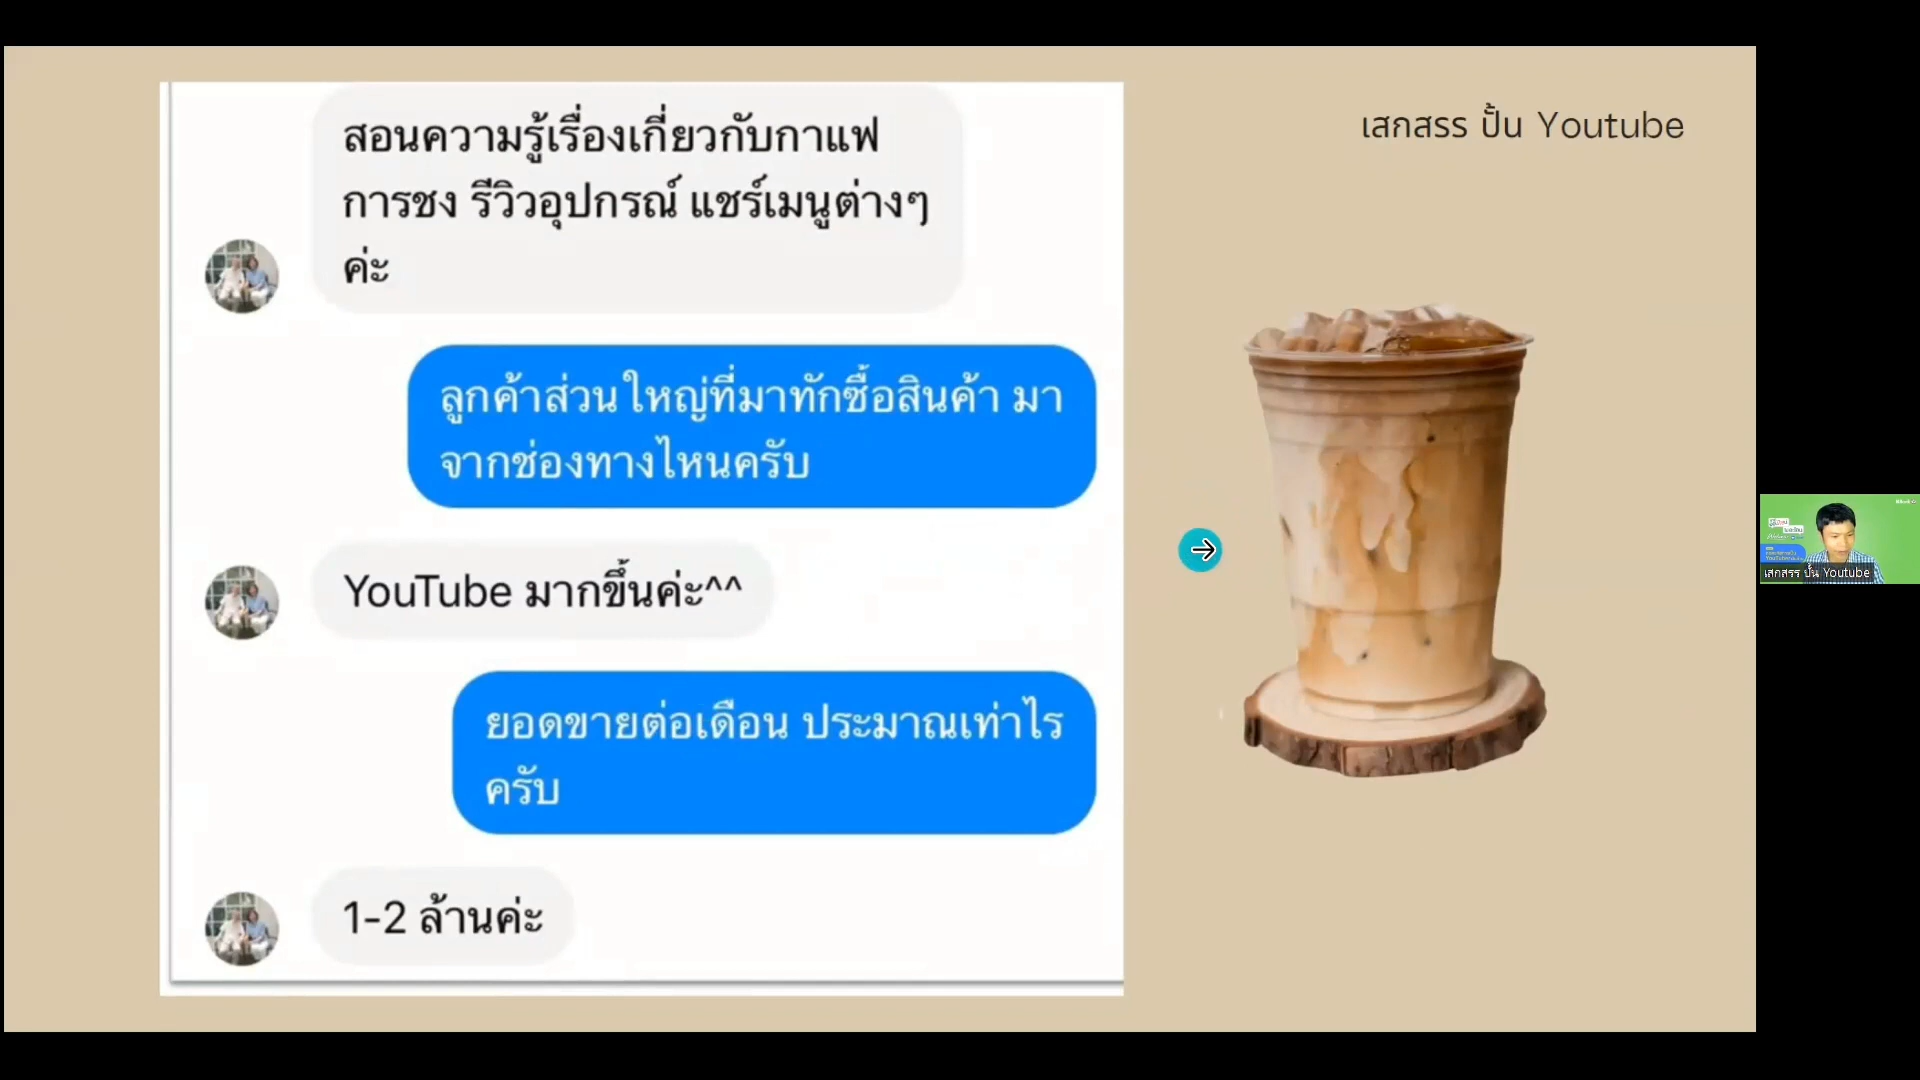 สอนความรู้เรื่องเกี่ยวกับกาแฟ
การชง รีวิวอุปกรณ์ แชร์เมนูต่างๆ
ค่ะ
ลูกค้าส่วนใหญ่ที่มาทักซื้อสินค้า มา
จากช่องทางไหนครับ
YouTube มากขึ้นค่ะ^^
ยอดขายต่อเดือน ประมาณเท่าไร
ครับ
1-2 ล้านค่ะ
เสกสรร ปั้น Youtube
เสกสรร ปั้น Youtube